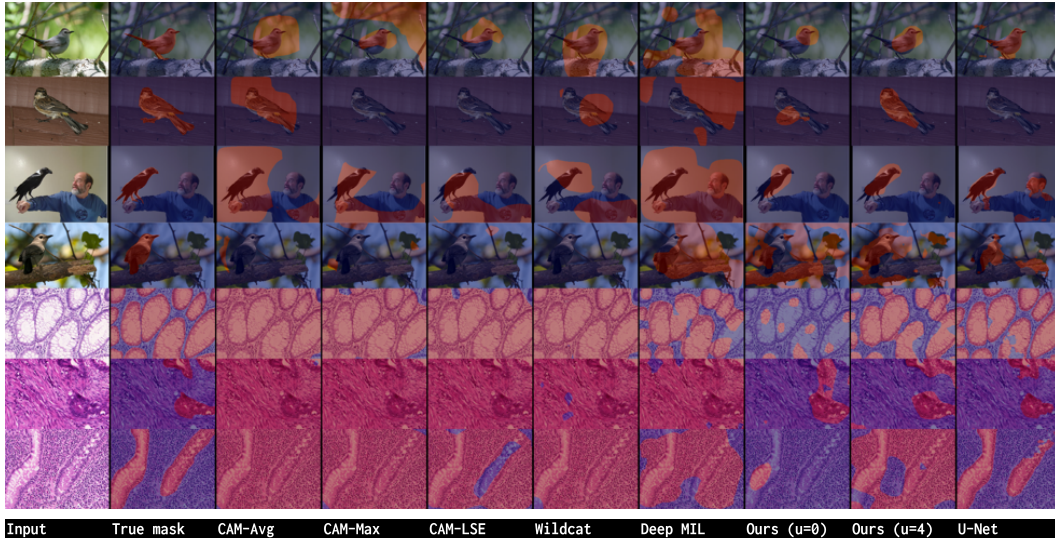 Input True mask CAM-Avg CAM-Max CAM-LSE Wildcat Deep MIL Ours (u=0) Ours (u=4) U-Net